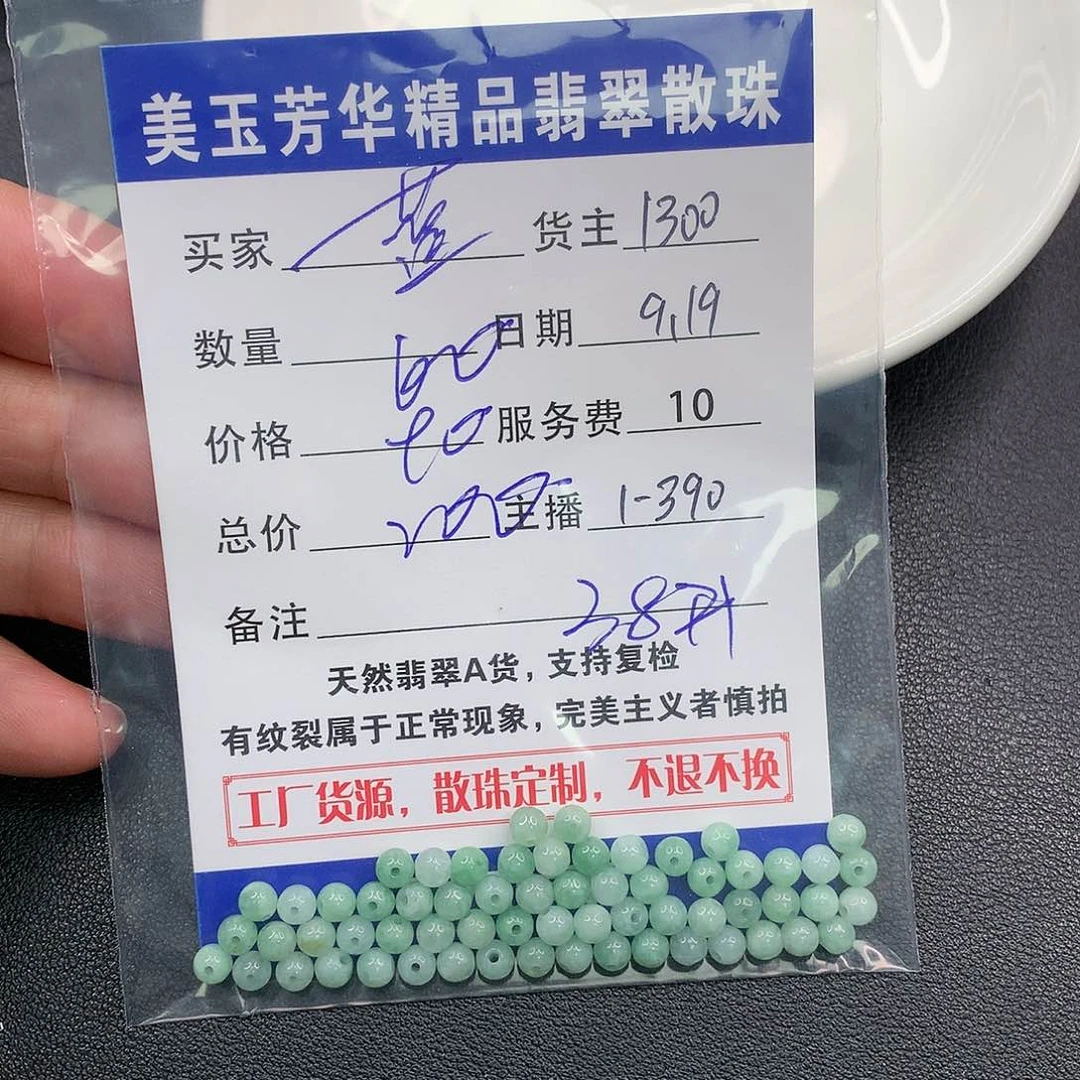 美玉芳华精品翡翠散珠
买家 蓝 货主 1300
数量 60 日期 9,19
价格 90 服务费 10
总价 主播 1-390
备注 38
天然翡翠A货，支持复检
有纹裂属于正常现象，完美主义者慎拍
工厂货源，散珠定制，不退不换